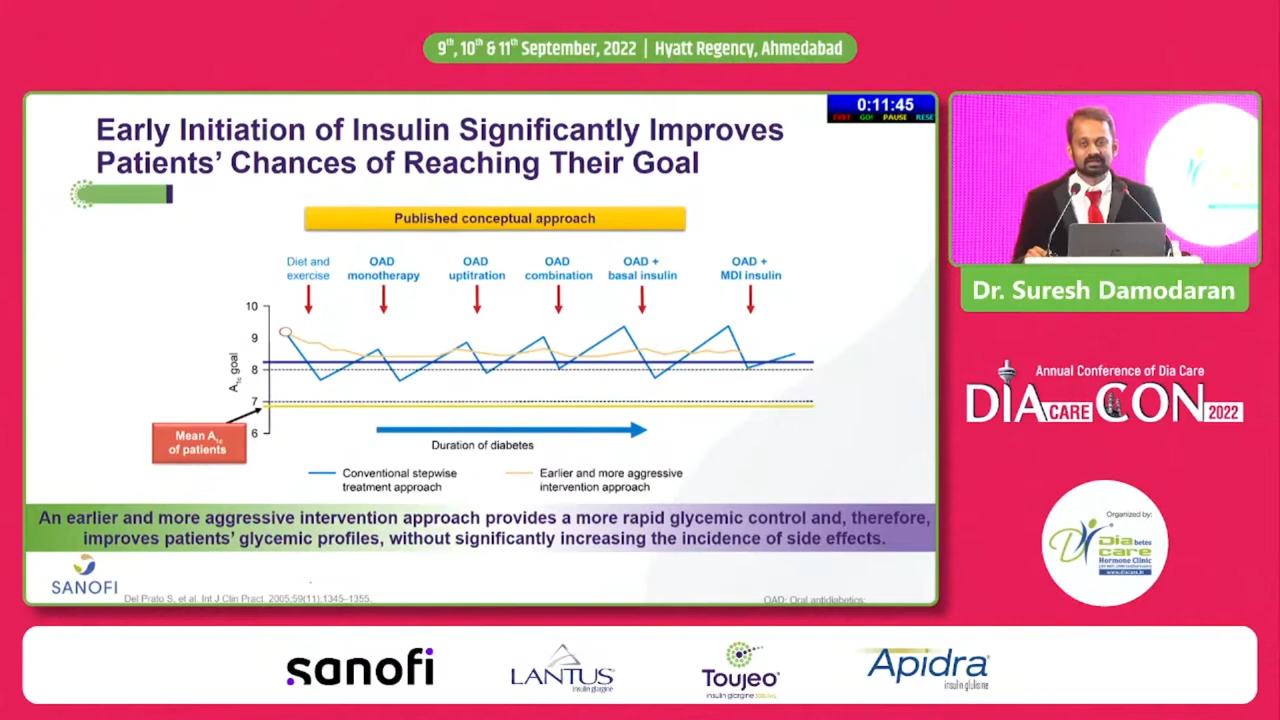 9th, 10th & 11th September, 2022 | Hyatt Regency, Ahmedabad
0:11:45
GO! PAUSE RESE
Early Initiation of Insulin Significantly Improves
Patients' Chances of Reaching Their Goal
Published conceptual approach
Diet and
exercise
OAD
monotherapy
OAD
uptitration
OAD
combination
OAD +
basal insulin
OAD +
MDI insulin
10
9
8
7
6
A1c goal
Mean A1c
of patients
Duration of diabetes
Conventional stepwise
treatment approach
Earlier and more aggressive
intervention approach
An earlier and more aggressive intervention approach provides a more rapid glycemic control and, therefore,
improves patients' glycemic profiles, without significantly increasing the incidence of side effects.
SANOFI
Del Prato S, et al. Int J Clin Pract. 2005;59(11):1345–1355.
OAD: Oral antidiabetics;
Dr. Suresh Damodaran
Annual Conference of Dia Care
DIA CARE CON 2022
Organized by:
Diabetes
care
Hormone Clinic
www.diacare.in
sanofi
LANTUS
insulin glargine
Toujeo
insulin glargine
Apidra
insulin glulisine